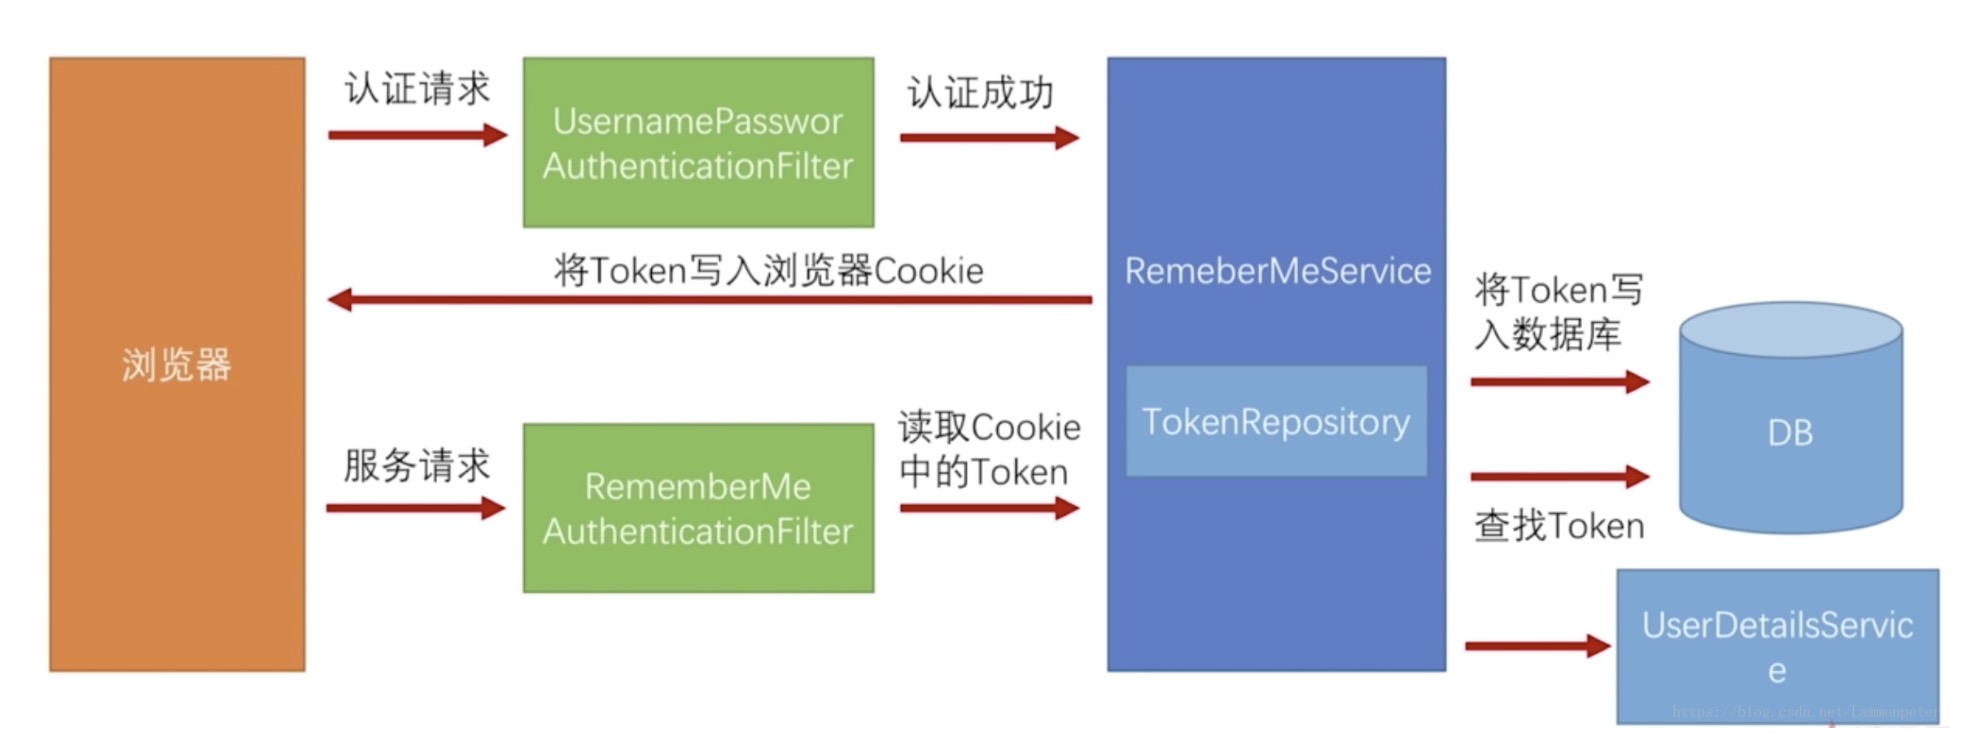 认证请求
UsernamePasswor
AuthenticationFilter
认证成功
将Token写入浏览器Cookie
RemeberMeService
将Token写
入数据库
浏览器
TokenRepository
DB
服务请求
RememberMe
AuthenticationFilter
读取Cookie
中的Token
查找Token
UserDetailsServic
e
https://blog.csdn.net/Lammonpeter